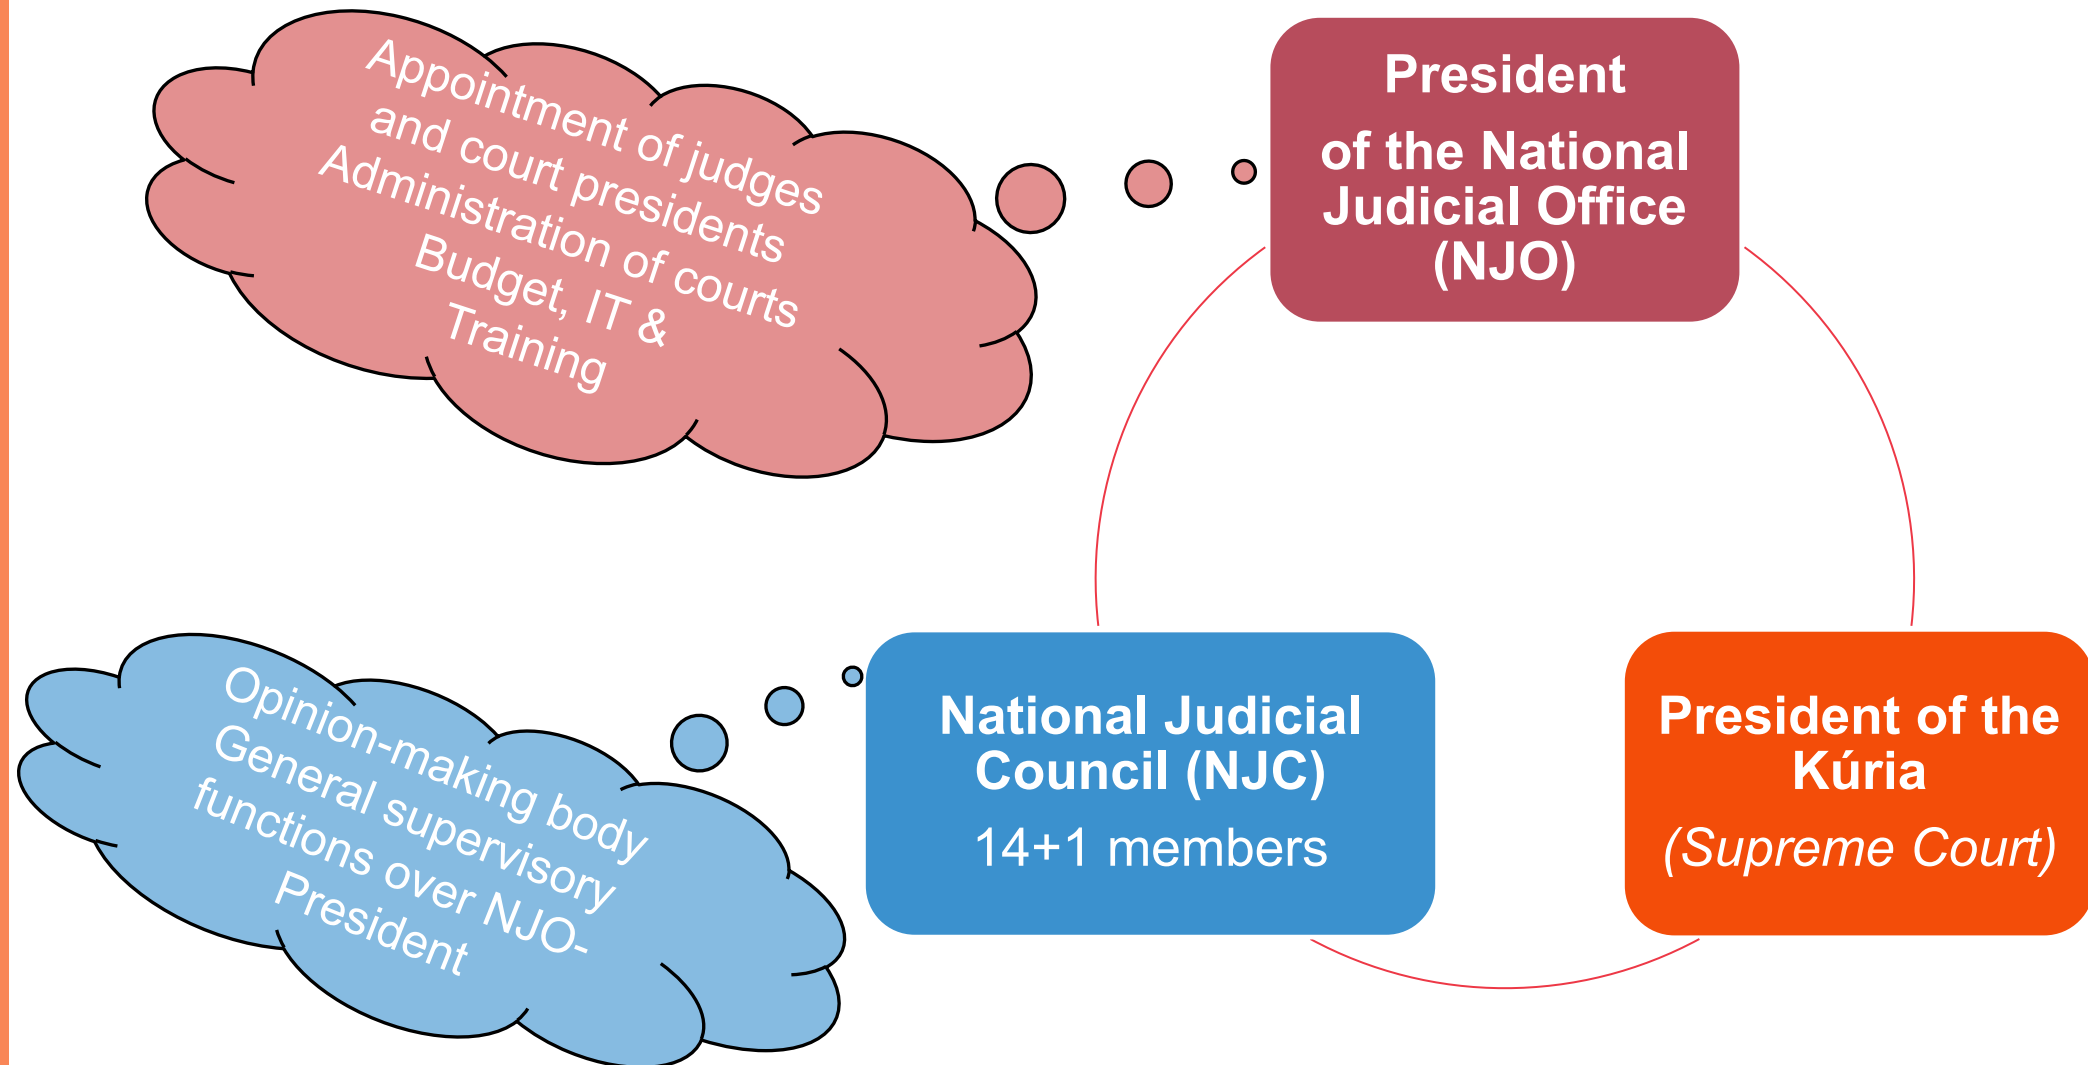 Appointment of judges
and court presidents
Administration of courts
Budget, IT &
Training
President
of the National
Judicial Office
(NJO)
Opinion-making body
General supervisory
functions over NJO-
President
National Judicial
Council (NJC)
14+1 members
President of the
Kúria
(Supreme Court)